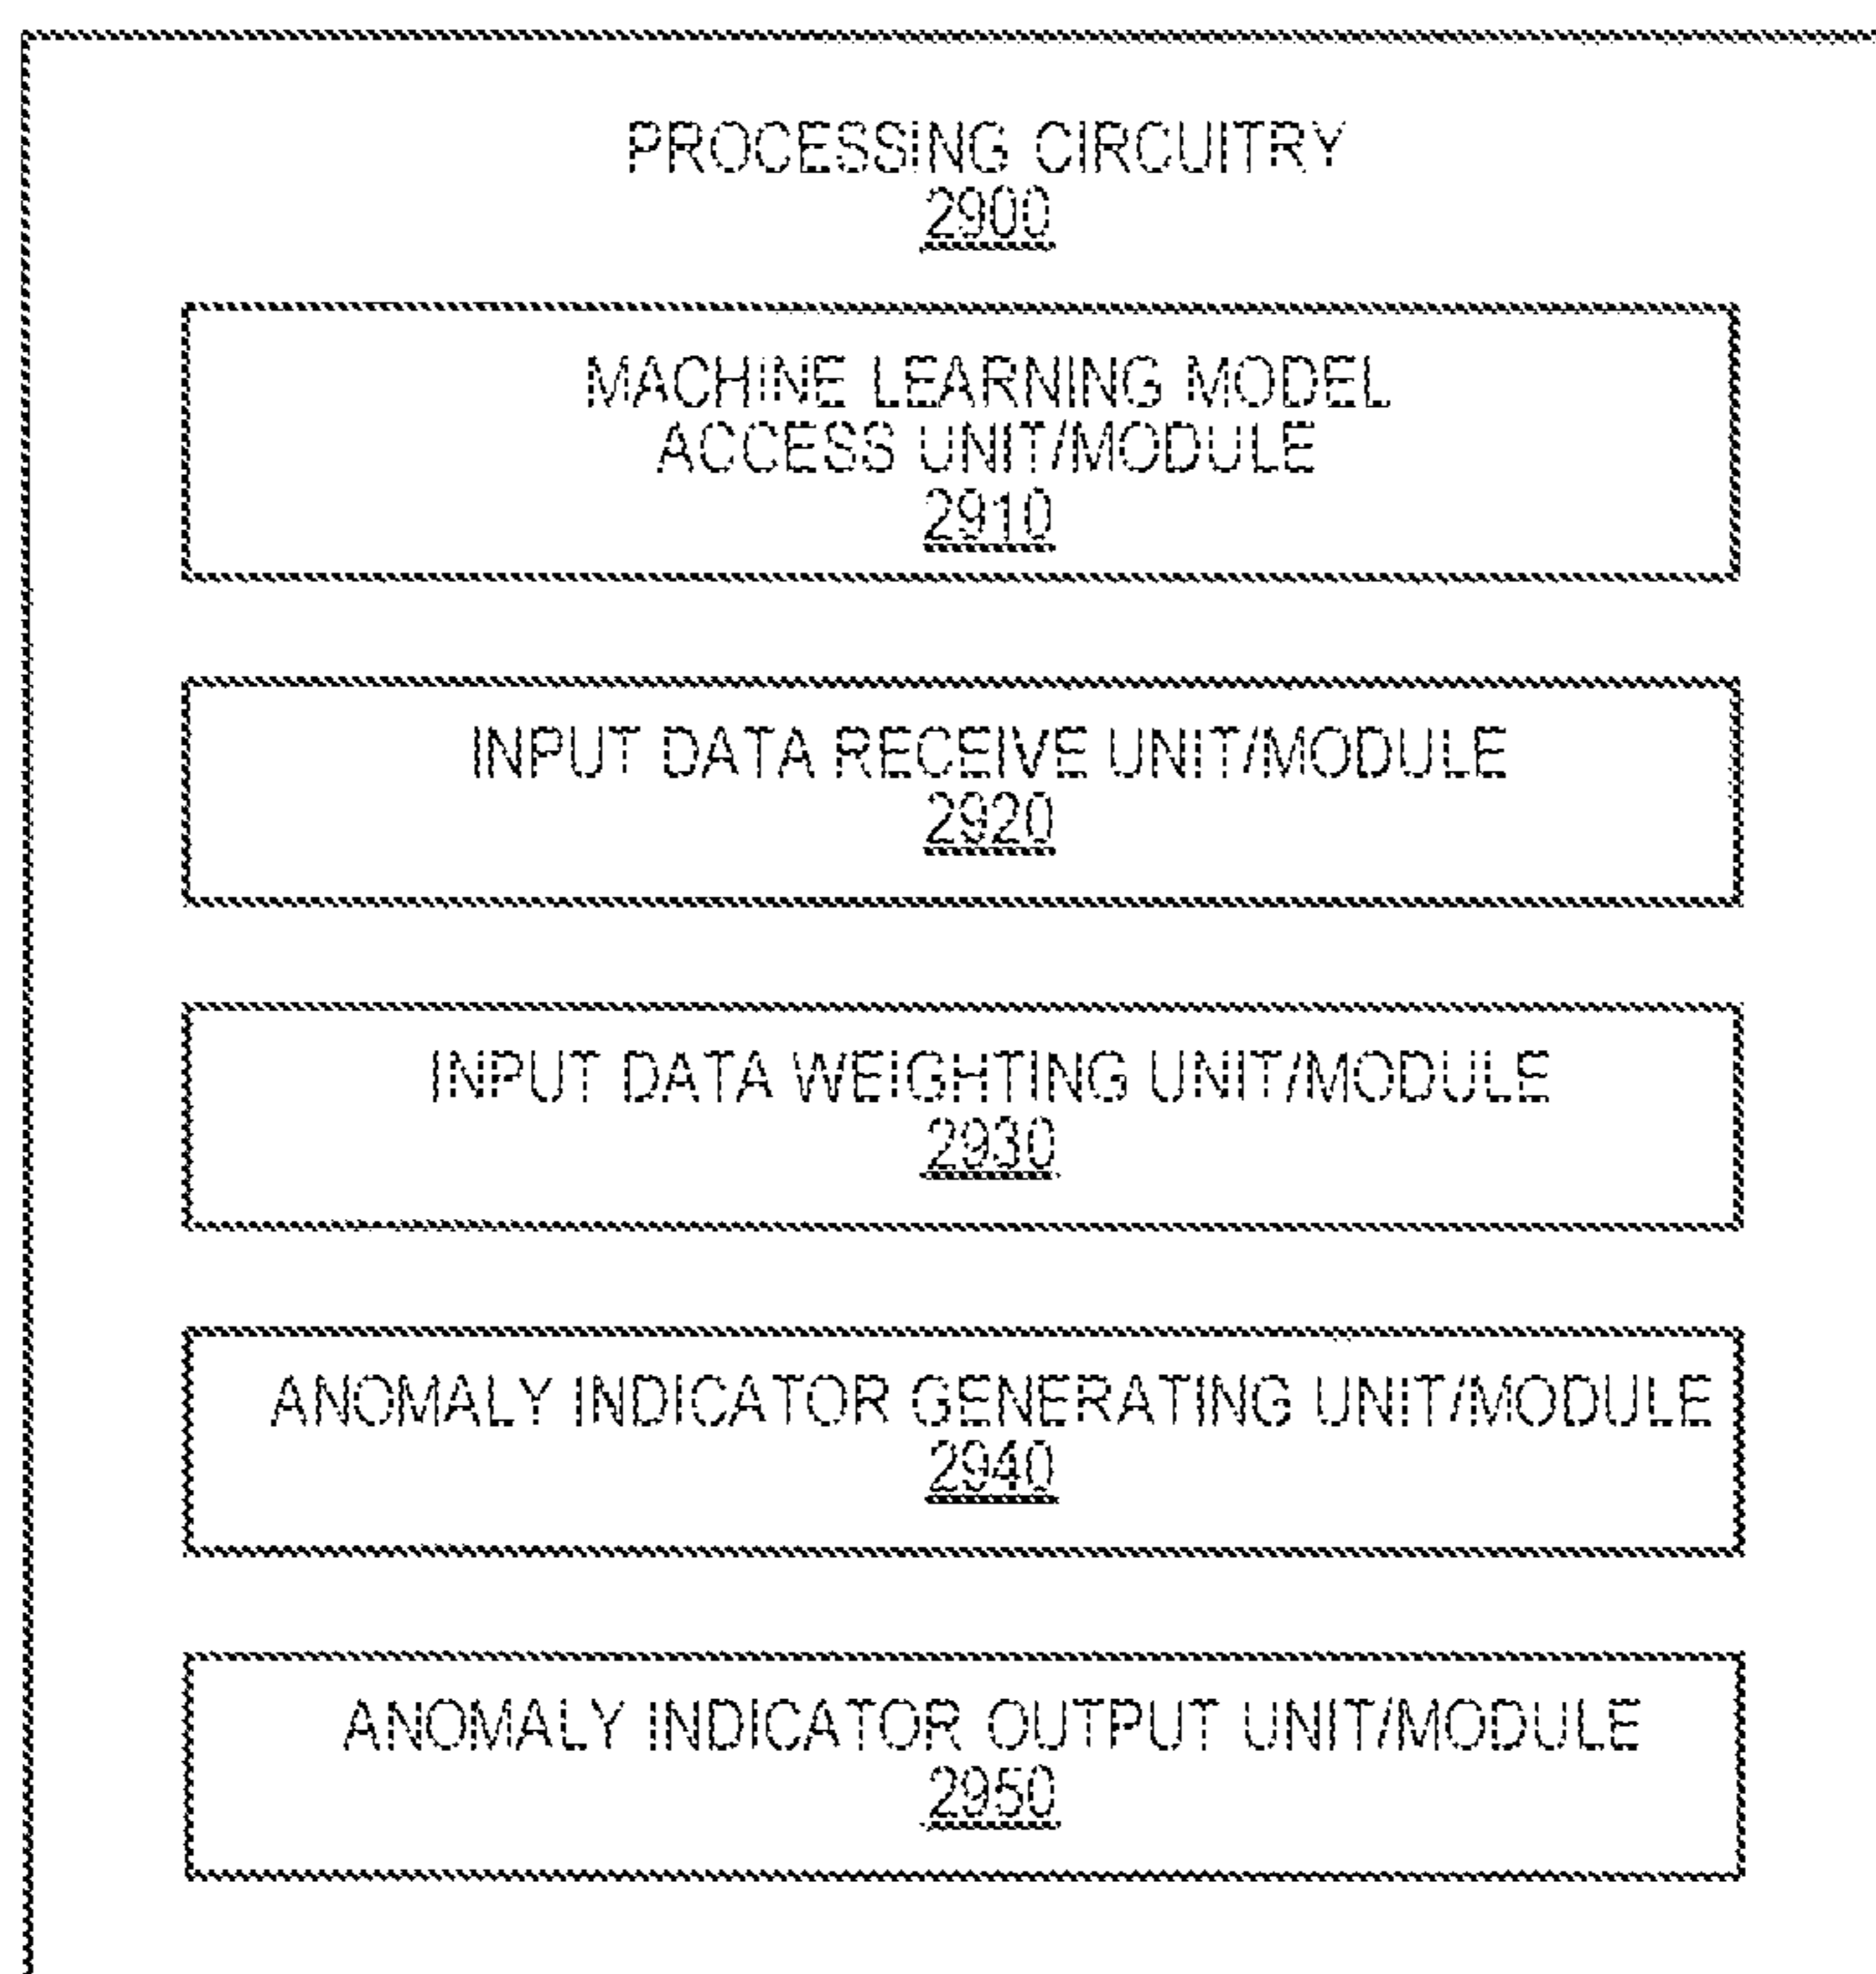 PROCESSING CIRCUITRY
2900
MACHINE LEARNING MODEL
ACCESS UNIT/MODULE
2910
INPUT DATA RECEIVE UNIT/MODULE
2920
INPUT DATA WEIGHTING UNIT/MODULE
2930
ANOMALY INDICATOR GENERATING UNIT/MODULE
2940
ANOMALY INDICATOR OUTPUT UNIT/MODULE
2950